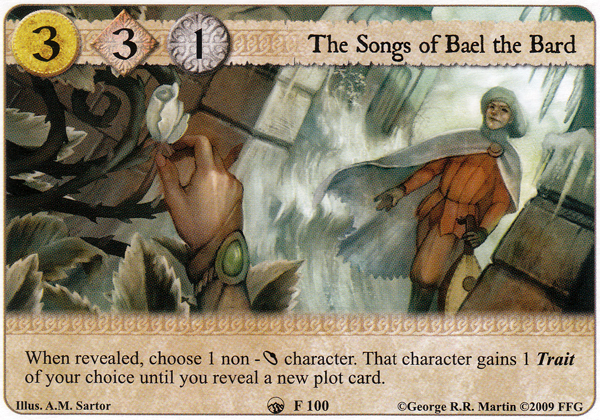 3 3 1 The Songs of Bael the Bard
When revealed, choose 1 non - character. That character gains 1 Trait
of your choice until you reveal a new plot card.
Illus. A.M. Sartor F 100 ©George R.R. Martin ©2009 FFG